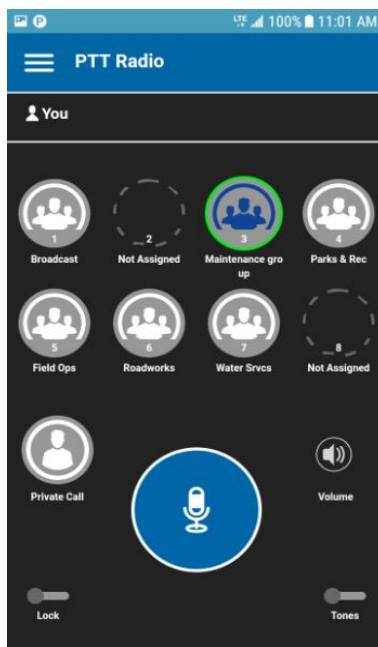 LTE 100% 11:01 AM
PTT Radio
You
1 2 3 4
Broadcast Not Assigned Maintenance gro Parks & Rec
up
5 6 7 8
Field Ops Roadworks Water Srvcs Not Assigned
Private Call Volume
Lock Tones